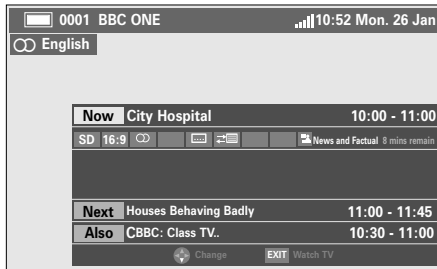 0001 BBC ONE 10:52 Mon. 26 Jan
English
Now City Hospital 10:00 - 11:00
SD 16:9 News and Factual 8 mins remain
Next Houses Behaving Badly 11:00 - 11:45
Also CBBC: Class TV.. 10:30 - 11:00
Change EXIT Watch TV